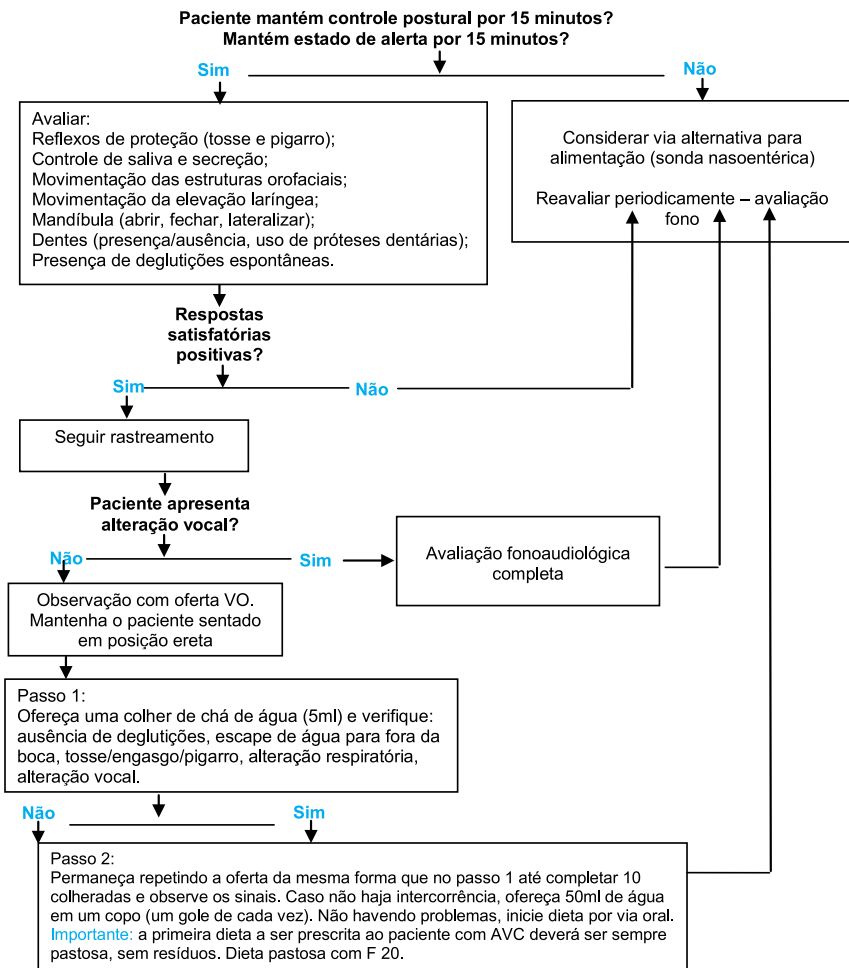 Paciente mantém controle postural por 15 minutos?
Mantém estado de alerta por 15 minutos?
Sim
Não
Avaliar:
Reflexos de proteção (tosse e pigarro);
Controle de saliva e secreção;
Movimentação das estruturas orofaciais;
Movimentação da elevação laríngea;
Mandíbula (abrir, fechar, lateralizar);
Dentes (presença/ausência, uso de próteses dentárias);
Presença de deglutições espontâneas.
Considerar via alternativa para
alimentação (sonda nasoentérica)
Reavaliar periodicamente – avaliação
fono
Respostas
satisfatórias
positivas?
Sim
Não
Seguir rastreamento
Paciente apresenta
alteração vocal?
Não
Sim
Avaliação fonoaudiológica
completa
Observação com oferta VO.
Mantenha o paciente sentado
em posição ereta
Passo 1:
Ofereça uma colher de chá de água (5ml) e verifique:
ausência de deglutições, escape de água para fora da
boca, tosse/engasgo/pigarro, alteração respiratória,
alteração vocal.
Não
Sim
Passo 2:
Permaneça repetindo a oferta da mesma forma que no passo 1 até completar 10
colheradas e observe os sinais. Caso não haja intercorrência, ofereça 50ml de água
em um copo (um gole de cada vez). Não havendo problemas, inicie dieta por via oral.
Importante: a primeira dieta a ser prescrita ao paciente com AVC deverá ser sempre
pastosa, sem resíduos. Dieta pastosa com F 20.